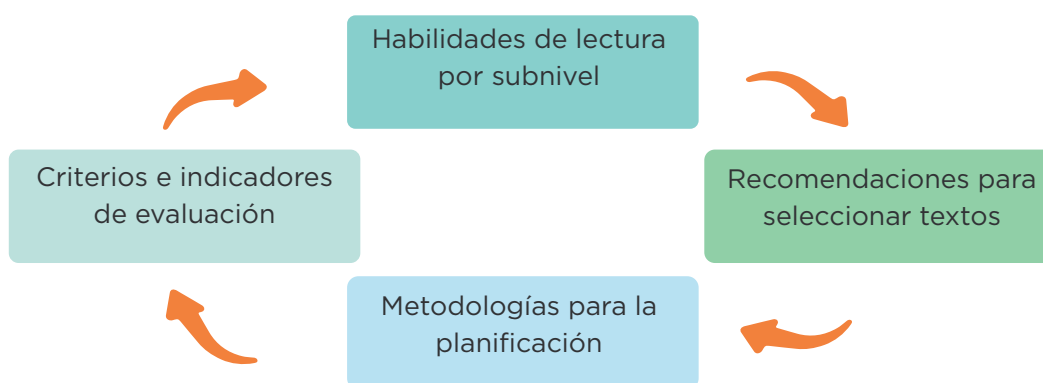 Habilidades de lectura
por subnivel
Criterios e indicadores
de evaluación
Recomendaciones para
seleccionar textos
Metodologías para la
planificación